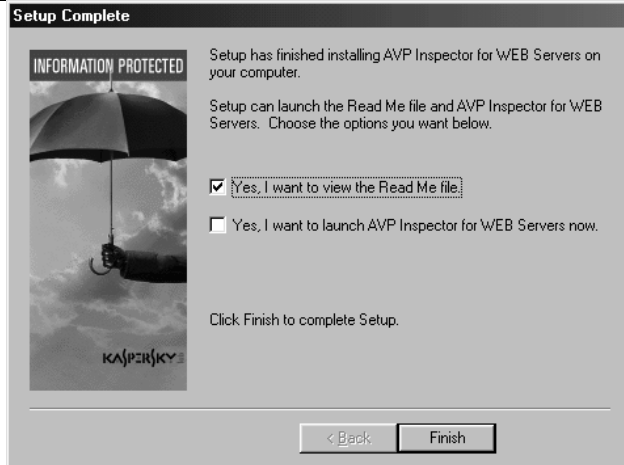 Setup Complete
INFORMATION PROTECTED
Setup has finished installing AVP Inspector for WEB Servers on
your computer.
Setup can launch the Read Me file and AVP Inspector for WEB
Servers.  Choose the options you want below.
Yes, I want to view the Read Me file.
Yes, I want to launch AVP Inspector for WEB Servers now.
Click Finish to complete Setup.
KASPERSKY
< Back
Finish